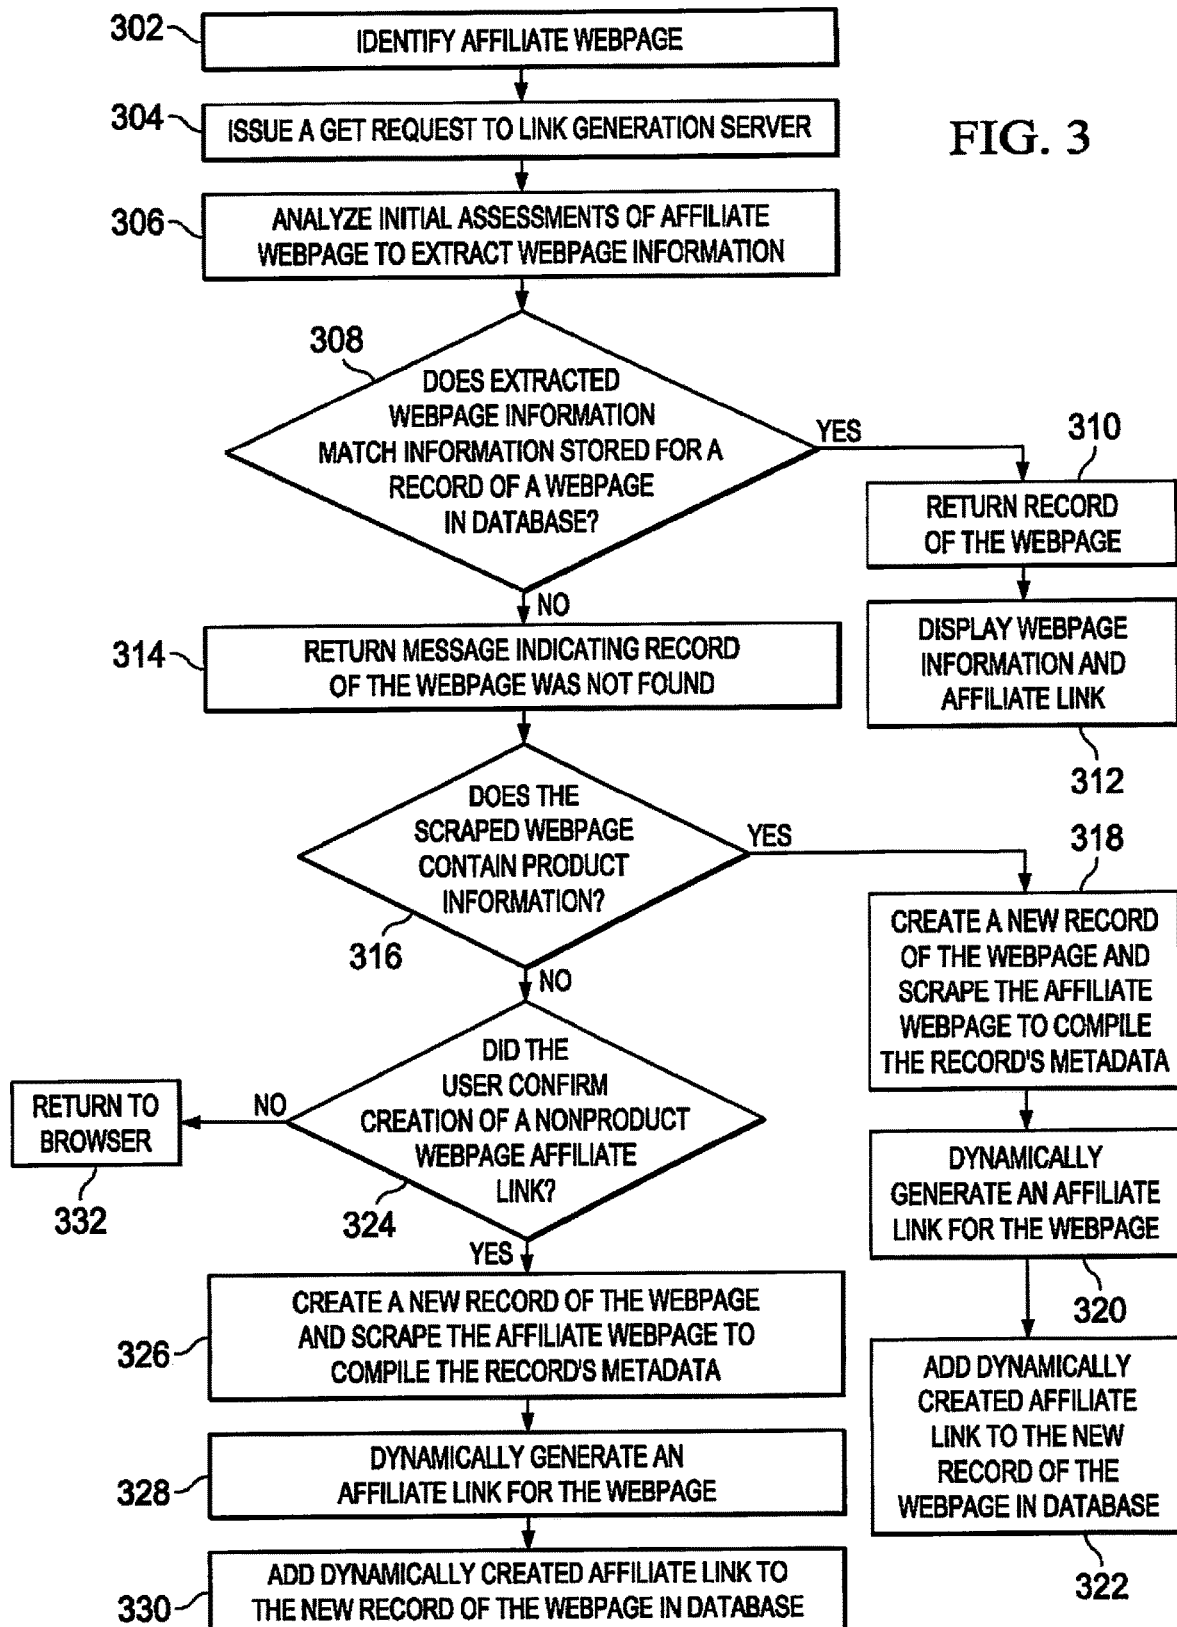 302
IDENTIFY AFFILIATE WEBPAGE
304
ISSUE A GET REQUEST TO LINK GENERATION SERVER
FIG. 3
306
ANALYZE INITIAL ASSESSMENTS OF AFFILIATE
WEBPAGE TO EXTRACT WEBPAGE INFORMATION
308
DOES EXTRACTED
WEBPAGE INFORMATION
MATCH INFORMATION STORED FOR A
RECORD OF A WEBPAGE
IN DATABASE?
YES
310
RETURN RECORD
OF THE WEBPAGE
DISPLAY WEBPAGE
INFORMATION AND
AFFILIATE LINK
312
NO
314
RETURN MESSAGE INDICATING RECORD
OF THE WEBPAGE WAS NOT FOUND
DOES THE
SCRAPED WEBPAGE
CONTAIN PRODUCT
INFORMATION?
316
YES
318
CREATE A NEW RECORD
OF THE WEBPAGE AND
SCRAPE THE AFFILIATE
WEBPAGE TO COMPILE
THE RECORD'S METADATA
DYNAMICALLY
GENERATE AN AFFILIATE
LINK FOR THE WEBPAGE
320
ADD DYNAMICALLY
CREATED AFFILIATE
LINK TO THE NEW
RECORD OF THE
WEBPAGE IN DATABASE
322
NO
DID THE
USER CONFIRM
CREATION OF A NONPRODUCT
WEBPAGE AFFILIATE
LINK?
324
NO
RETURN TO
BROWSER
332
YES
326
CREATE A NEW RECORD OF THE WEBPAGE
AND SCRAPE THE AFFILIATE WEBPAGE TO
COMPILE THE RECORD'S METADATA
328
DYNAMICALLY GENERATE AN
AFFILIATE LINK FOR THE WEBPAGE
330
ADD DYNAMICALLY CREATED AFFILIATE LINK TO
THE NEW RECORD OF THE WEBPAGE IN DATABASE